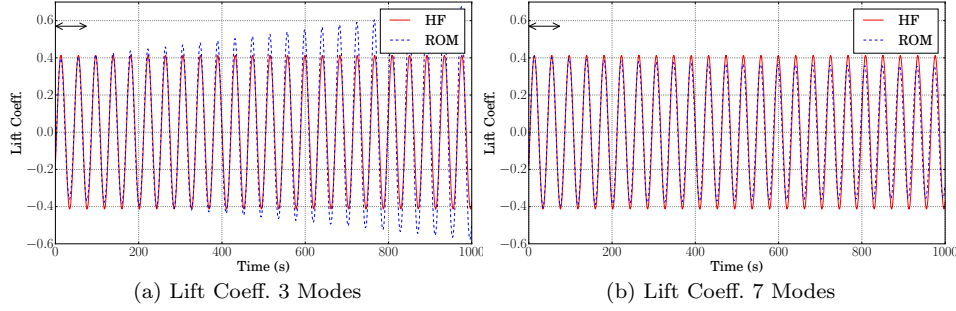 0.6
0.4
0.2
0.0
−0.2
−0.4
−0.6
Lift Coeff.
HF
ROM
0 200 400 600 800 1000
Time (s)
(a) Lift Coeff. 3 Modes
0.6
0.4
0.2
0.0
−0.2
−0.4
−0.6
Lift Coeff.
HF
ROM
0 200 400 600 800 1000
Time (s)
(b) Lift Coeff. 7 Modes